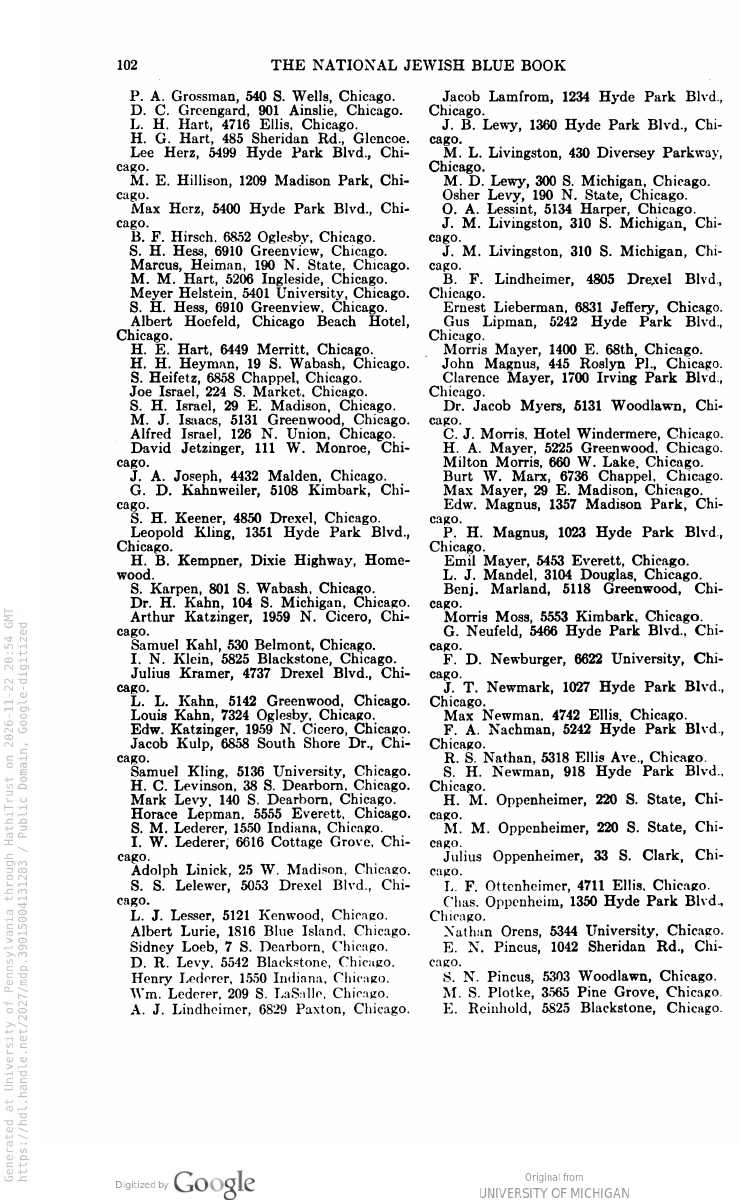 102
THE NATIONAL JEWISH BLUE BOOK
P. A. Grossman, 540 S. Wells, Chicago.
D. C. Greengard, 901 Ainslie, Chicago.
L. H. Hart, 4716 Ellis, Chicago.
H. G. Hart, 485 Sheridan Rd., Glencoe.
Lee Herz, 5499 Hyde Park Blvd., Chi-
cago.
M. E. Hillison, 1209 Madison Park, Chi-
cago.
Max Herz, 5400 Hyde Park Blvd., Chi-
cago.
B. F. Hirsch, 6852 Oglesby, Chicago.
S. H. Hess, 6910 Greenview, Chicago.
Marcus, Heiman, 190 N. State, Chicago.
M. M. Hart, 5206 Ingleside, Chicago.
Meyer Helstein, 5401 University, Chicago.
S. H. Hess, 6910 Greenview, Chicago.
Albert Hoefeld, Chicago Beach Hotel,
Chicago.
H. E. Hart, 6449 Merritt, Chicago.
H. H. Heyman, 19 S. Wabash, Chicago.
S. Heifetz, 6858 Chappel, Chicago.
Joe Israel, 224 S. Market, Chicago.
S. H. Israel, 29 E. Madison, Chicago.
M. J. Isaacs, 5131 Greenwood, Chicago.
Alfred Israel, 126 N. Union, Chicago.
David Jetzinger, 111 W. Monroe, Chi-
cago.
J. A. Joseph, 4432 Malden, Chicago.
G. D. Kahnweiler, 5108 Kimbark, Chi-
cago.
S. H. Keener, 4850 Drexel, Chicago.
Leopold Kling, 1351 Hyde Park Blvd.,
Chicago.
H. B. Kempner, Dixie Highway, Home-
wood.
S. Karpen, 801 S. Wabash, Chicago.
Dr. H. Kahn, 104 S. Michigan, Chicago.
Arthur Katzinger, 1959 N. Cicero, Chi-
cago.
Samuel Kahl, 530 Belmont, Chicago.
I. N. Klein, 5825 Blackstone, Chicago.
Julius Kramer, 4737 Drexel Blvd., Chi-
cago.
L. L. Kahn, 5142 Greenwood, Chicago.
Louis Kahn, 7324 Oglesby, Chicago.
Edw. Katzinger, 1959 N. Cicero, Chicago.
Jacob Kulp, 6858 South Shore Dr., Chi-
cago.
Samuel Kling, 5136 University, Chicago.
H. C. Levinson, 38 S. Dearborn, Chicago.
Mark Levy, 140 S. Dearborn, Chicago.
Horace Lepman, 5555 Everett, Chicago.
S. M. Lederer, 1550 Indiana, Chicago.
I. W. Lederer, 6616 Cottage Grove, Chi-
cago.
Adolph Linick, 25 W. Madison, Chicago.
S. S. Lelewer, 5053 Drexel Blvd., Chi-
cago.
L. J. Lesser, 5121 Kenwood, Chicago.
Albert Lurie, 1816 Blue Island, Chicago.
Sidney Loeb, 7 S. Dearborn, Chicago.
D. R. Levy, 5542 Blackstone, Chicago.
Henry Lederer, 1550 Indiana, Chicago.
Wm. Lederer, 209 S. LaSalle, Chicago.
A. J. Lindheimer, 6829 Paxton, Chicago.
Jacob Lamfrom, 1234 Hyde Park Blvd.,
Chicago.
J. B. Lewy, 1360 Hyde Park Blvd., Chi-
cago.
M. L. Livingston, 430 Diversey Parkway,
Chicago.
M. D. Lewy, 300 S. Michigan, Chicago.
Osher Levy, 190 N. State, Chicago.
O. A. Lessint, 5134 Harper, Chicago.
J. M. Livingston, 310 S. Michigan, Chi-
cago.
J. M. Livingston, 310 S. Michigan, Chi-
cago.
B. F. Lindheimer, 4805 Drexel Blvd.,
Chicago.
Ernest Lieberman, 6831 Jeffery, Chicago.
Gus Lipman, 5242 Hyde Park Blvd.,
Chicago.
Morris Mayer, 1400 E. 68th, Chicago.
John Magnus, 445 Roslyn Pl., Chicago.
Clarence Mayer, 1700 Irving Park Blvd.,
Chicago.
Dr. Jacob Myers, 5131 Woodlawn, Chi-
cago.
C. J. Morris, Hotel Windermere, Chicago.
H. A. Mayer, 5225 Greenwood, Chicago.
Milton Morris, 660 W. Lake, Chicago.
Burt W. Marx, 6736 Chappel, Chicago.
Max Mayer, 29 E. Madison, Chicago.
Edw. Magnus, 1357 Madison Park, Chi-
cago.
P. H. Magnus, 1023 Hyde Park Blvd.,
Chicago.
Emil Mayer, 5453 Everett, Chicago.
L. J. Mandel, 3104 Douglas, Chicago.
Benj. Marland, 5118 Greenwood, Chi-
cago.
Morris Moss, 5553 Kimbark, Chicago.
G. Neufeld, 5466 Hyde Park Blvd., Chi-
cago.
F. D. Newburger, 6622 University, Chi-
cago.
J. T. Newmark, 1027 Hyde Park Blvd.,
Chicago.
Max Newman, 4742 Ellis, Chicago.
F. A. Nachman, 5242 Hyde Park Blvd.,
Chicago.
R. S. Nathan, 5318 Ellis Ave., Chicago.
S. H. Newman, 918 Hyde Park Blvd.,
Chicago.
H. M. Oppenheimer, 220 S. State, Chi-
cago.
M. M. Oppenheimer, 220 S. State, Chi-
cago.
Julius Oppenheimer, 33 S. Clark, Chi-
cago.
L. F. Ottenheimer, 4711 Ellis, Chicago.
Chas. Oppenheim, 1350 Hyde Park Blvd.,
Chicago.
Nathan Orens, 5344 University, Chicago.
E. N. Pincus, 1042 Sheridan Rd., Chi-
cago.
S. N. Pincus, 5303 Woodlawn, Chicago.
M. S. Plotke, 3565 Pine Grove, Chicago.
E. Reinhold, 5825 Blackstone, Chicago.
Generated at University of Pennsylvania through HathiTrust on 2026-11-22 20:54 GMT
https://hdl.handle.net/2027/mdp.39015004131283 / Public Domain, Google-digitized
Digitized by Google
Original from
UNIVERSITY OF MICHIGAN